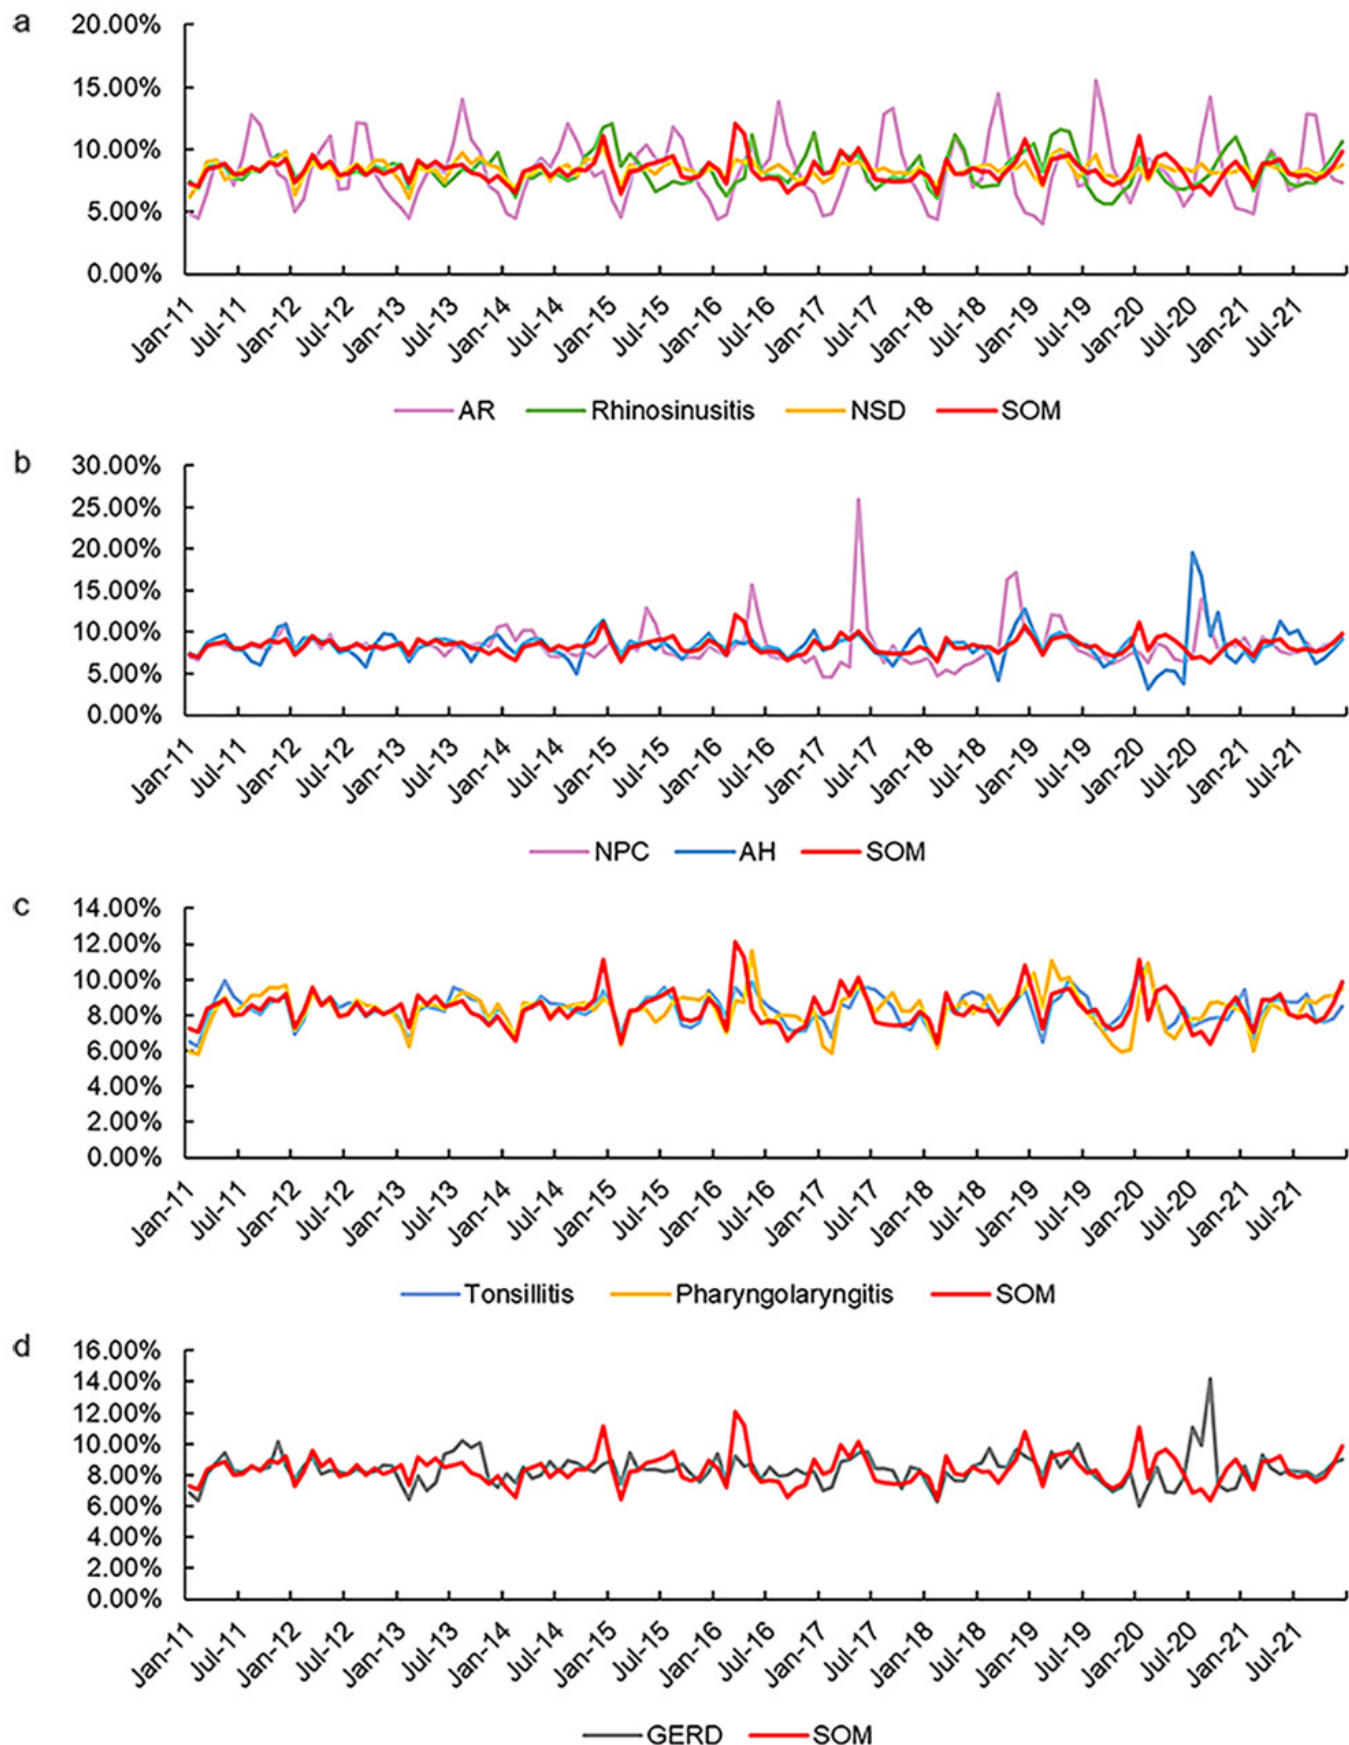 a
20.00%
15.00%
10.00%
5.00%
0.00%
Jan-11 Jul-11 Jan-12 Jul-12 Jan-13 Jul-13 Jan-14 Jul-14 Jan-15 Jul-15 Jan-16 Jul-16 Jan-17 Jul-17 Jan-18 Jul-18 Jan-19 Jul-19 Jan-20 Jul-20 Jan-21 Jul-21
AR Rhinosinusitis NSD SOM
b
30.00%
25.00%
20.00%
15.00%
10.00%
5.00%
0.00%
Jan-11 Jul-11 Jan-12 Jul-12 Jan-13 Jul-13 Jan-14 Jul-14 Jan-15 Jul-15 Jan-16 Jul-16 Jan-17 Jul-17 Jan-18 Jul-18 Jan-19 Jul-19 Jan-20 Jul-20 Jan-21 Jul-21
NPC AH SOM
c
14.00%
12.00%
10.00%
8.00%
6.00%
4.00%
2.00%
0.00%
Jan-11 Jul-11 Jan-12 Jul-12 Jan-13 Jul-13 Jan-14 Jul-14 Jan-15 Jul-15 Jan-16 Jul-16 Jan-17 Jul-17 Jan-18 Jul-18 Jan-19 Jul-19 Jan-20 Jul-20 Jan-21 Jul-21
Tonsillitis Pharyngolaryngitis SOM
d
16.00%
14.00%
12.00%
10.00%
8.00%
6.00%
4.00%
2.00%
0.00%
Jan-11 Jul-11 Jan-12 Jul-12 Jan-13 Jul-13 Jan-14 Jul-14 Jan-15 Jul-15 Jan-16 Jul-16 Jan-17 Jul-17 Jan-18 Jul-18 Jan-19 Jul-19 Jan-20 Jul-20 Jan-21 Jul-21
GERD SOM